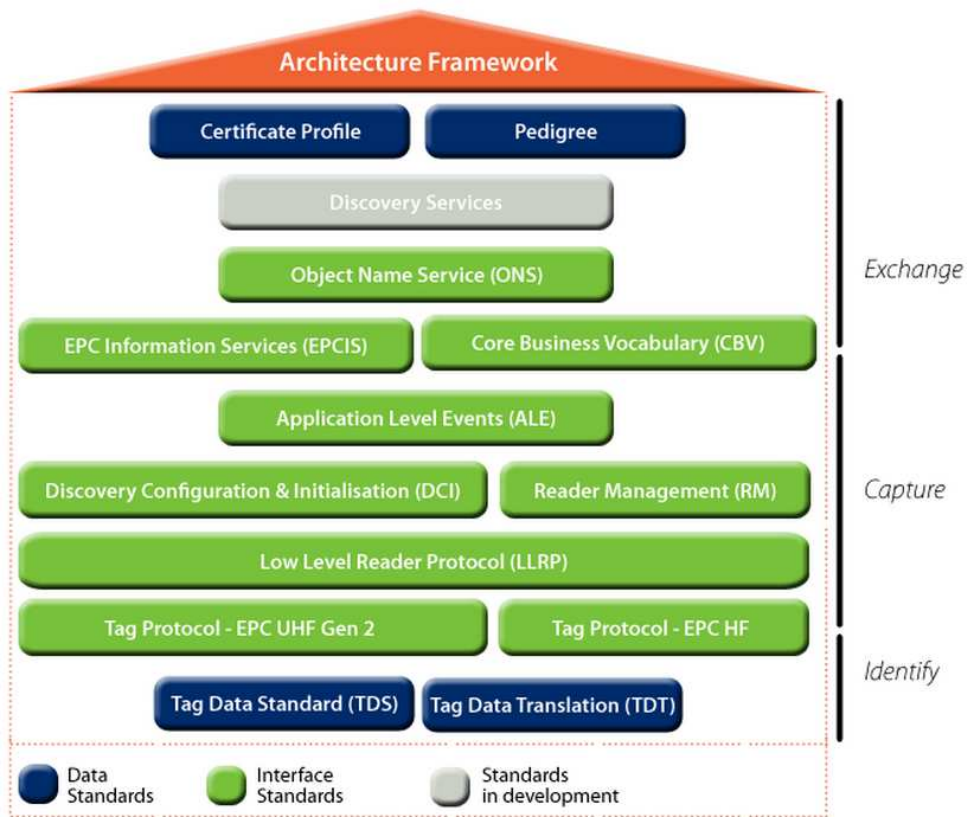 Architecture Framework
Certificate Profile
Pedigree
Discovery Services
Object Name Service (ONS)
Exchange
EPC Information Services (EPCIS)
Core Business Vocabulary (CBV)
Application Level Events (ALE)
Discovery Configuration & Initialisation (DCI)
Reader Management (RM)
Capture
Low Level Reader Protocol (LLRP)
Tag Protocol - EPC UHF Gen 2
Tag Protocol - EPC HF
Identify
Tag Data Standard (TDS)
Tag Data Translation (TDT)
Data
Standards
Interface
Standards
Standards
in development